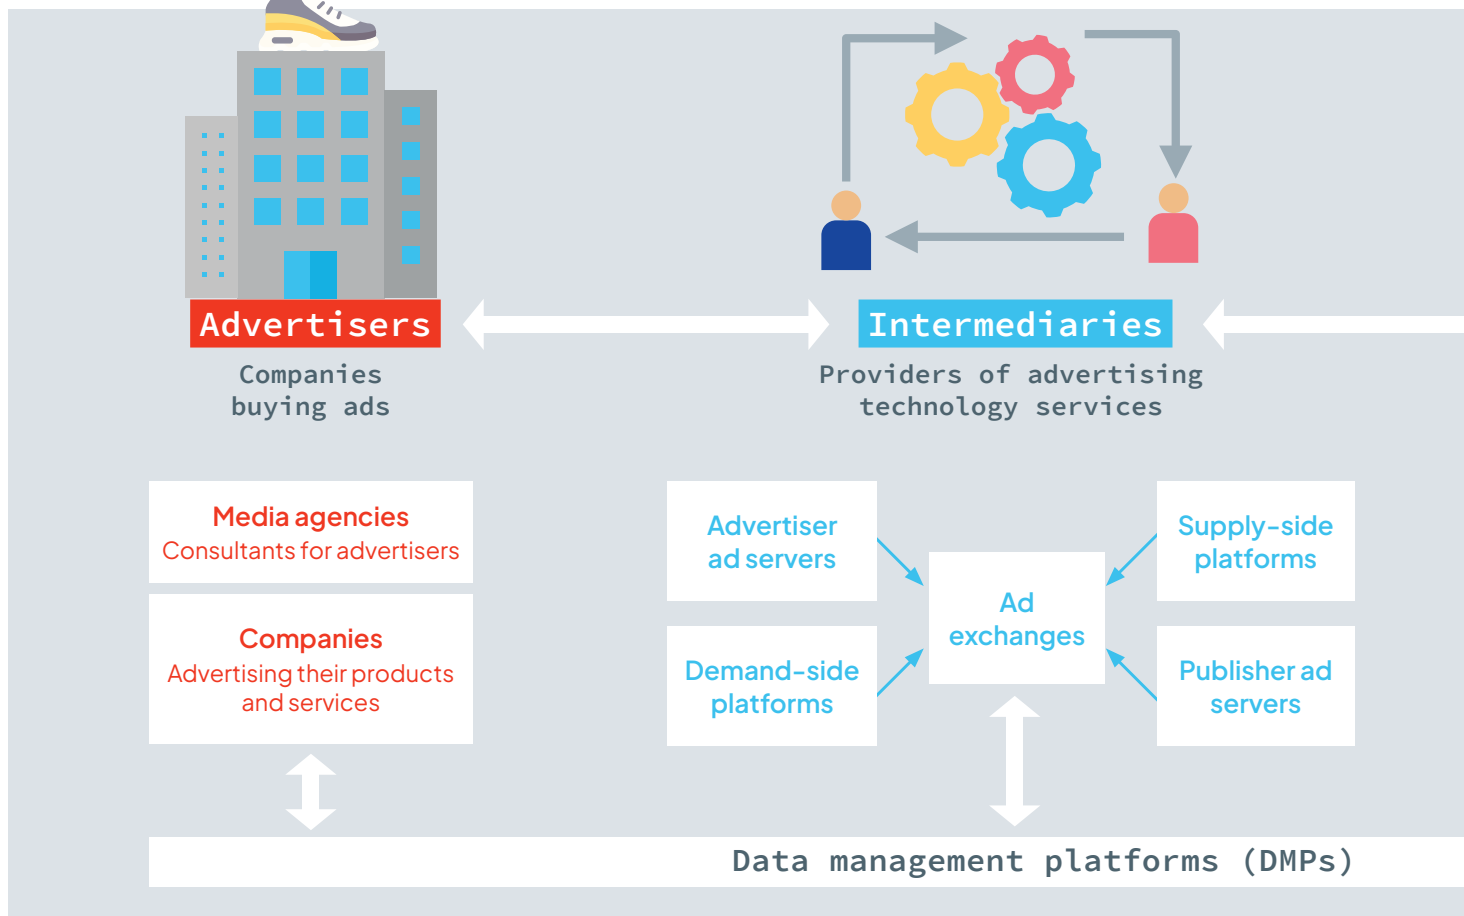 Advertisers
Companies
buying ads
Intermediaries
Providers of advertising
technology services
Media agencies
Consultants for advertisers
Companies
Advertising their products
and services
Advertiser
ad servers
Demand-side
platforms
Ad
exchanges
Supply-side
platforms
Publisher ad
servers
Data management platforms (DMPs)